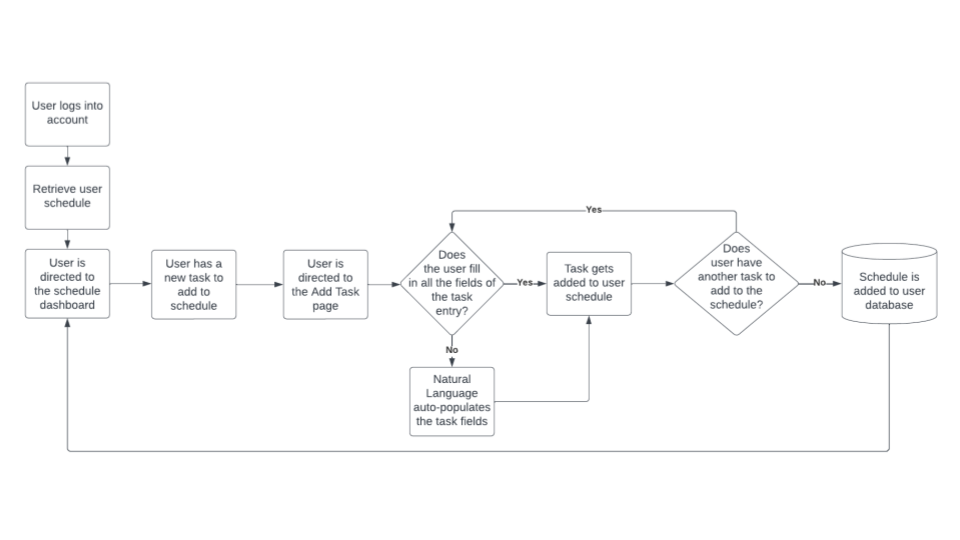 User logs into
account
Retrieve user
schedule
User is
directed to
the schedule
dashboard
User has a
new task to
add to
schedule
User is
directed to
the Add Task
page
Does
the user fill
in all the fields of
the task
entry?
Yes
No
Natural
Language
auto-populates
the task fields
Task gets
added to user
schedule
Yes
Does
user have
another task to
add to the
schedule?
No
Schedule is
added to user
database